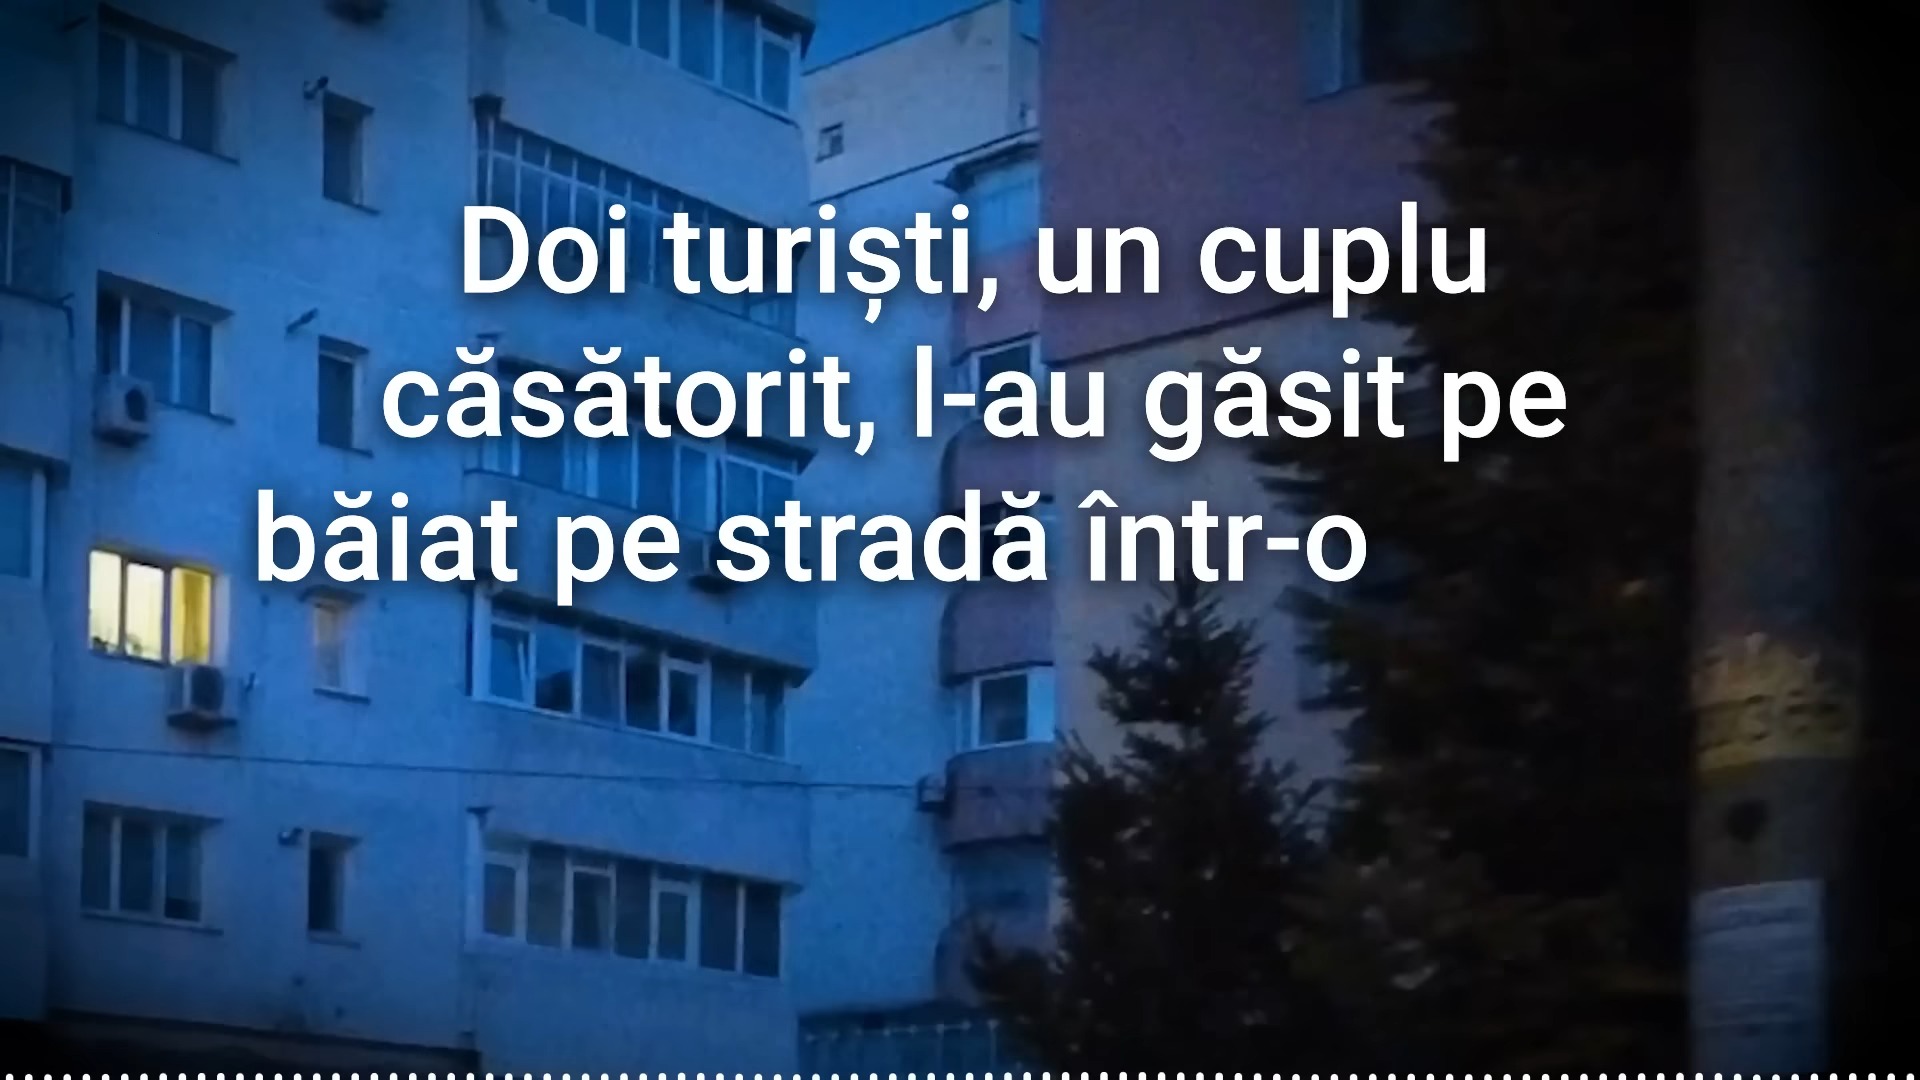 Doi turiști, un cuplu
căsătorit, l-au găsit pe
băiat pe stradă într-o